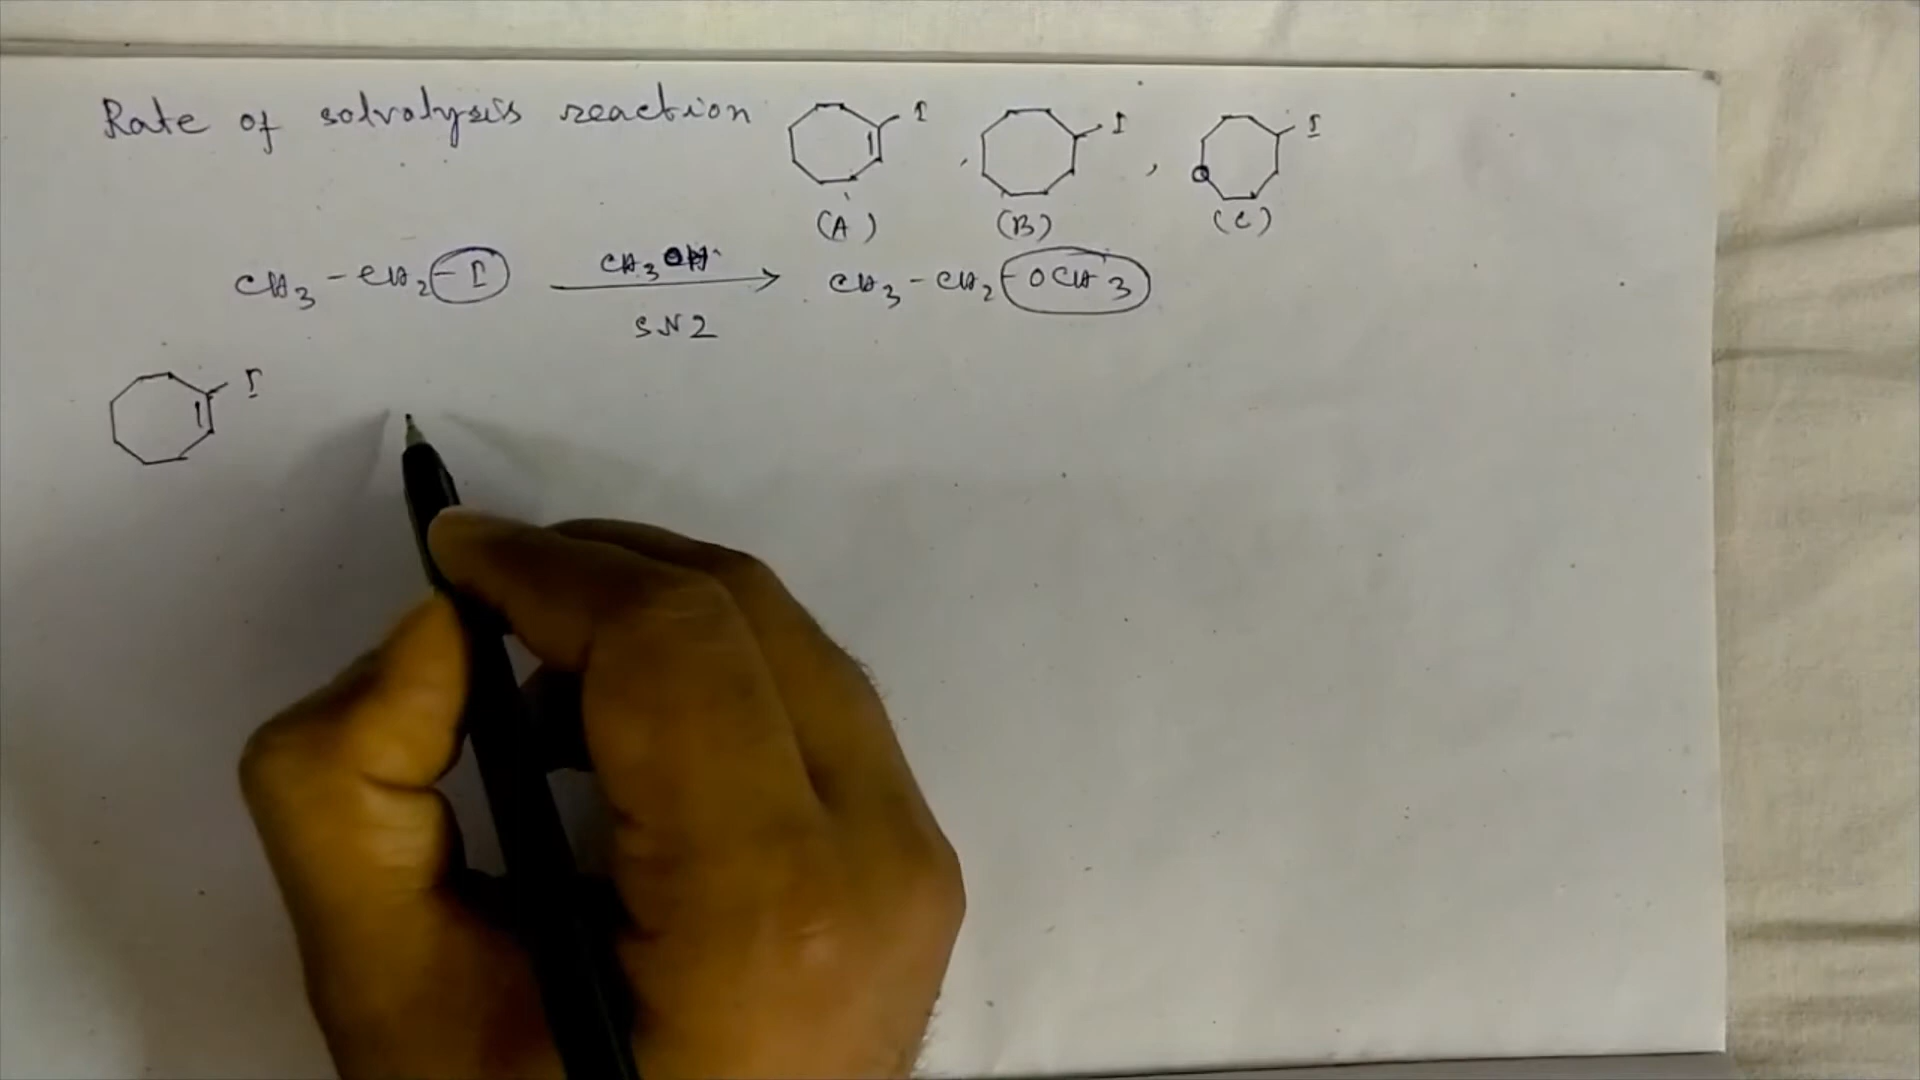 Rate of solvolysis reaction I , I , I
(A) (B) (C)
CH3 - CH2 - I CH3OH SN2 CH3 - CH2 - OCH3
I